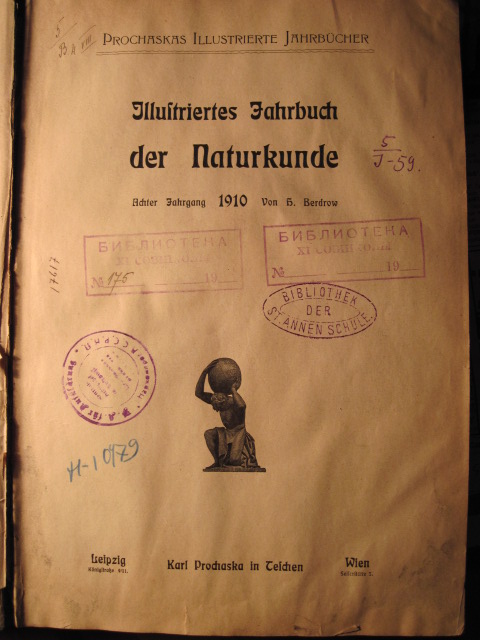 PROCHASKAS ILLUSTRIERTE JAHRBÜCHER
Illustriertes Jahrbuch
der Naturkunde
5
J-59.
Achter Jahrgang 1910 Von H. Berdrow
БИБЛИОТЕКА
№ 175 19
БИБЛИОТЕКА
№ 19
BIBLIOTHEK
DER
ST. ANNEN SCHULE
17617
Leipzig
Karl Prochaska in Teschen
Wien